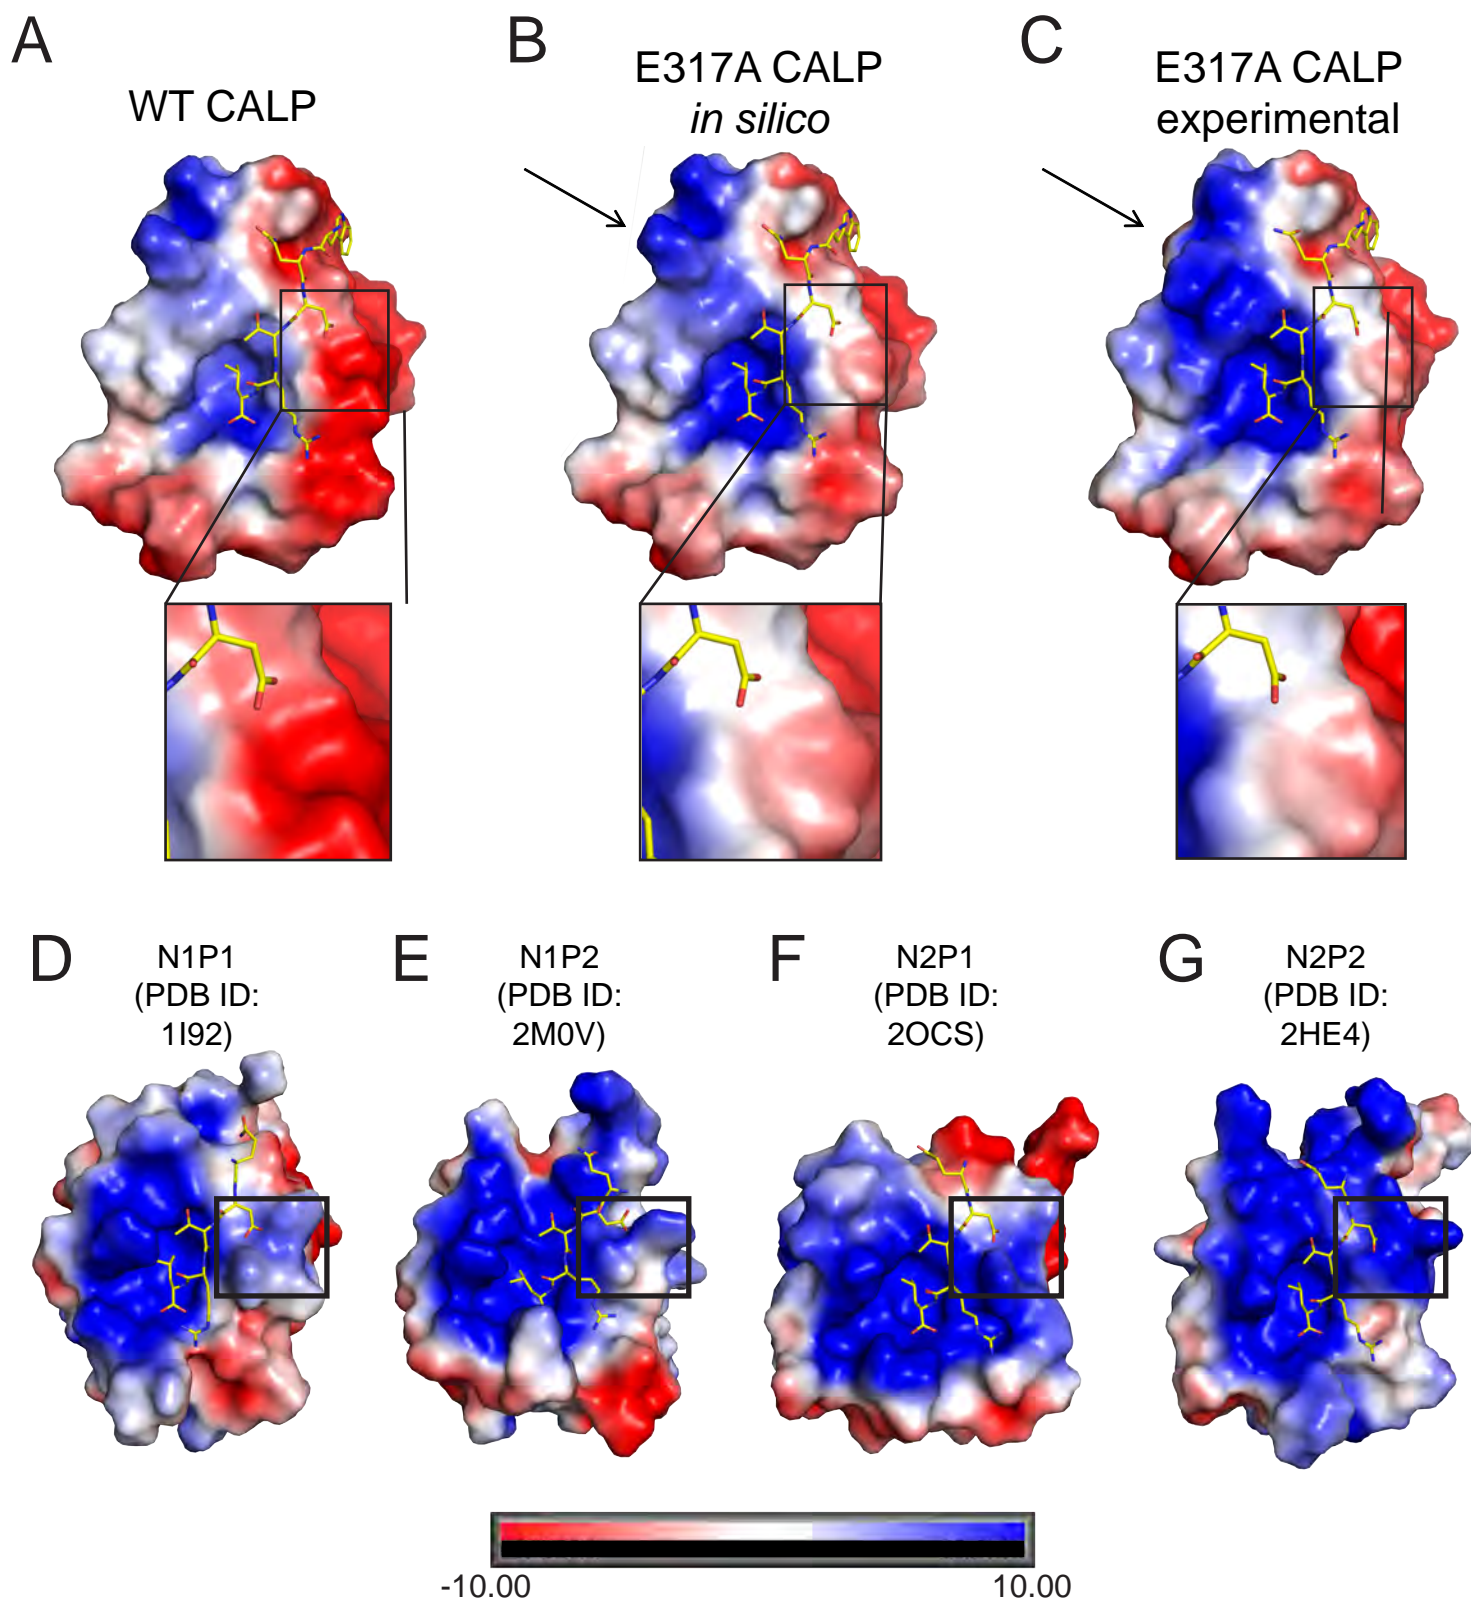 A
WT CALP
B
E317A CALP
in silico
C
E317A CALP
experimental
D
N1P1
(PDB ID:
1I92)
E
N1P2
(PDB ID:
2M0V)
F
N2P1
(PDB ID:
2OCS)
G
N2P2
(PDB ID:
2HE4)
-10.00
10.00